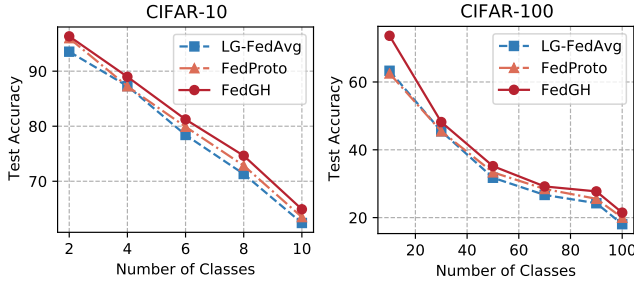 CIFAR-10
90
80
70
Test Accuracy
2
4
6
8
10
Number of Classes
LG-FedAvg
FedProto
FedGH
CIFAR-100
60
40
20
Test Accuracy
20
40
60
80
100
Number of Classes
LG-FedAvg
FedProto
FedGH